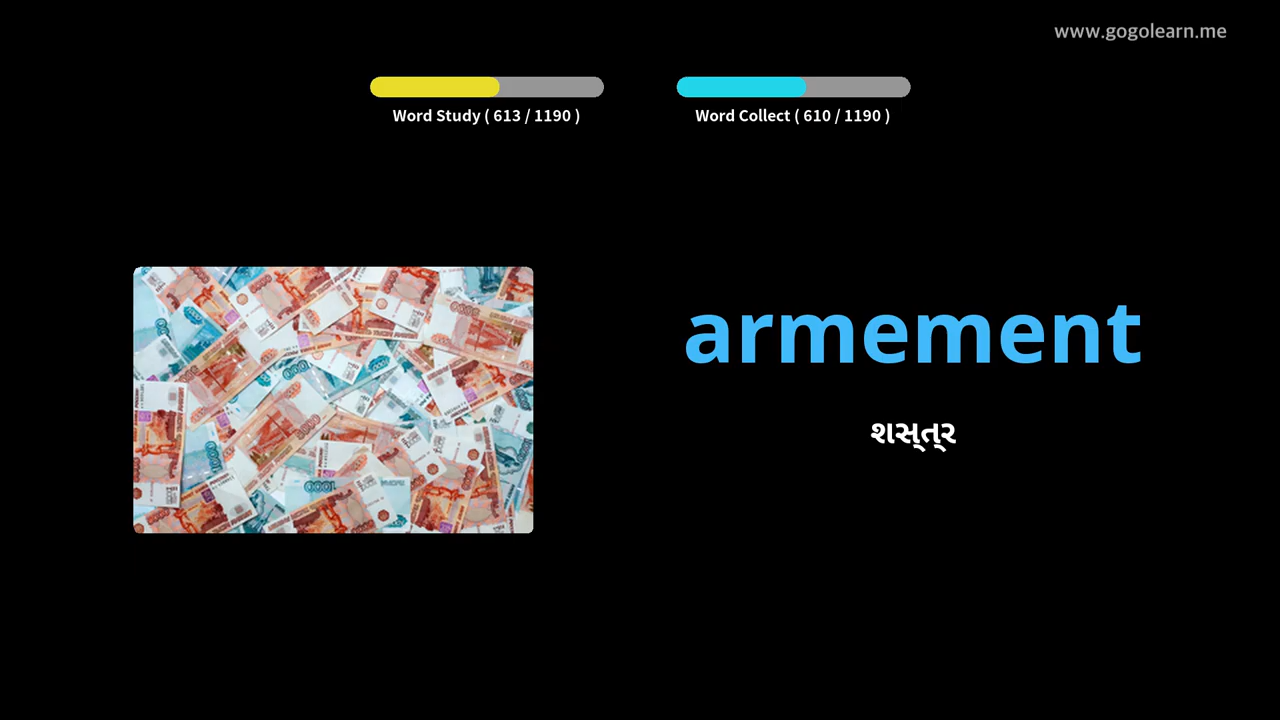 www.gogolearn.me
Word Study ( 613 / 1190 )
Word Collect ( 610 / 1190 )
armement
શસ્ત્ર